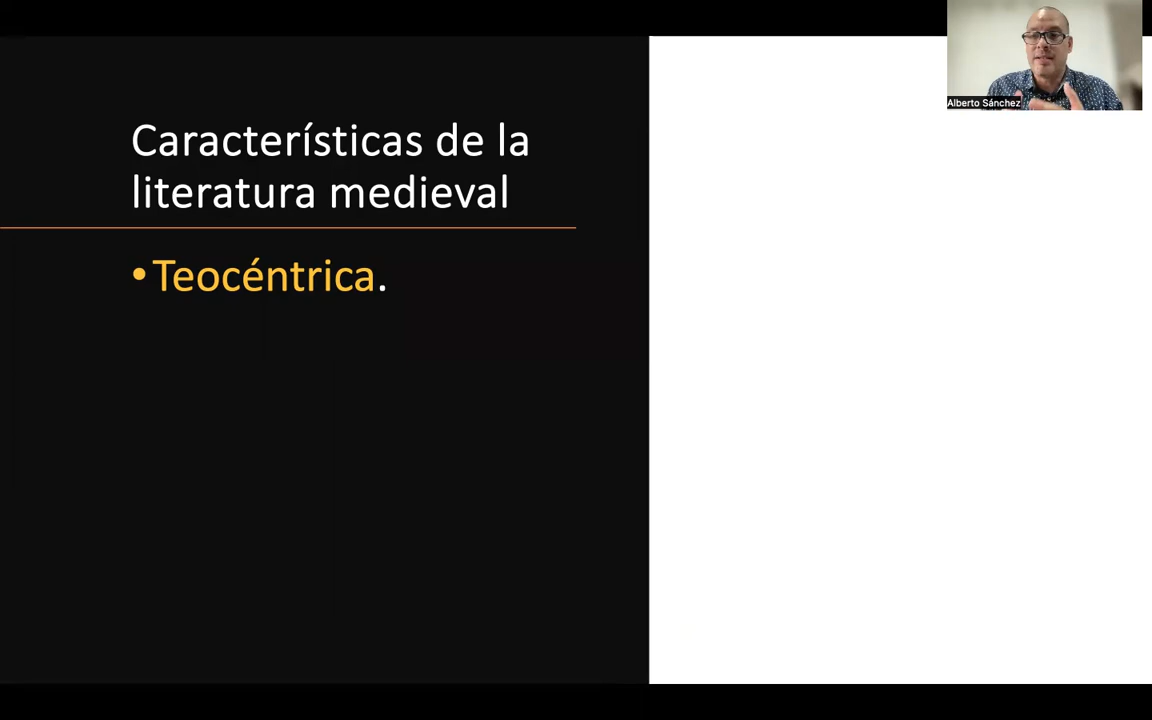 Características de la
literatura medieval
•Teocéntrica.
Alberto Sánchez